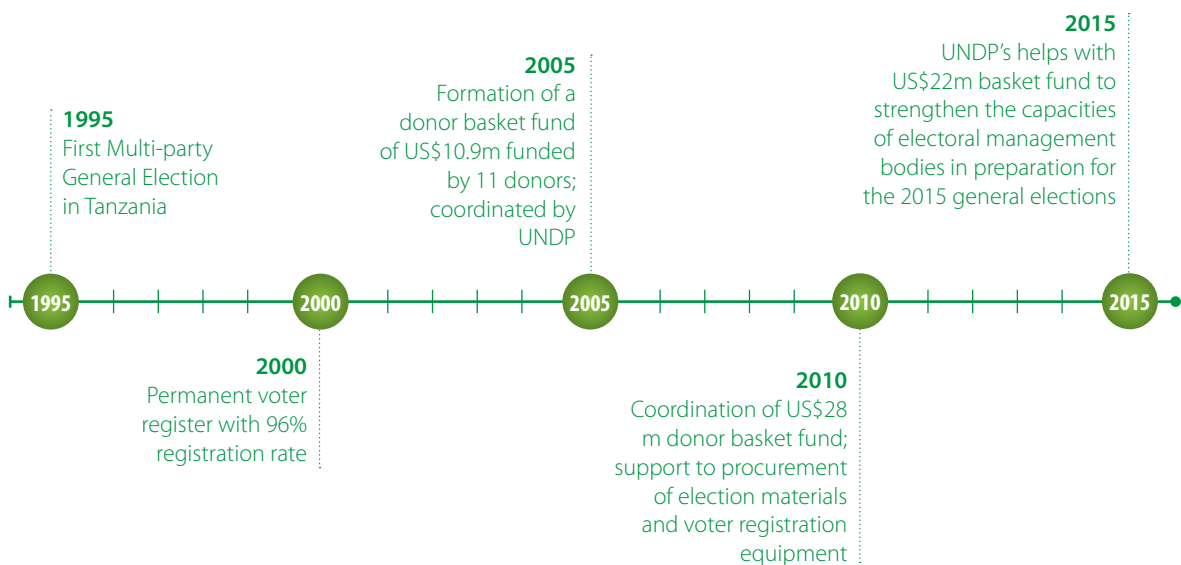 1995
First Multi-party
General Election
in Tanzania
2005
Formation of a
donor basket fund
of US$10.9m funded
by 11 donors;
coordinated by
UNDP
2015
UNDP’s helps with
US$22m basket fund to
strengthen the capacities
of electoral management
bodies in preparation for
the 2015 general elections
1995
2000
2005
2010
2015
2000
Permanent voter
register with 96%
registration rate
2010
Coordination of US$28
m donor basket fund;
support to procurement
of election materials
and voter registration
equipment